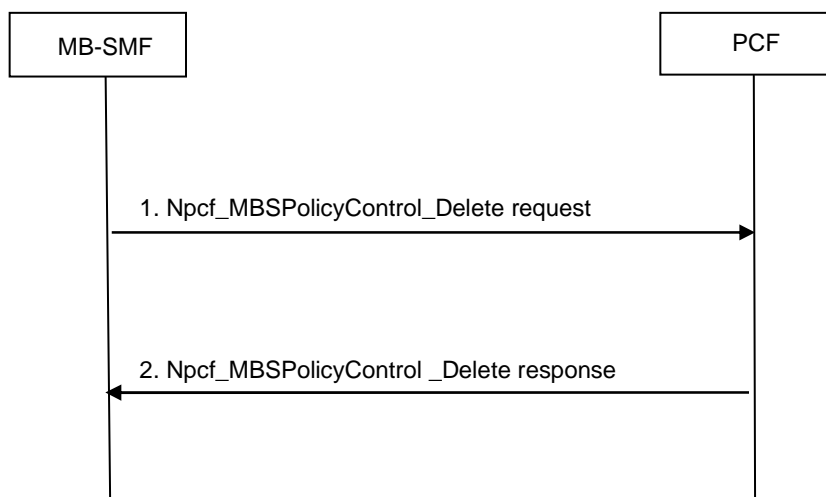 MB-SMF
PCF
1. Npcf_MBSPolicyControl_Delete request
2. Npcf_MBSPolicyControl _Delete response